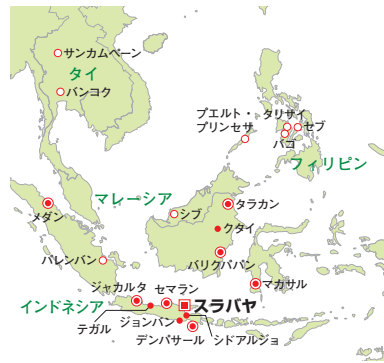 サンカムペーン
タイ
バンコク
プエルト・
プリンセサ
タリサイ
セブ
バゴ
フィリピン
マレーシア
メダン
シブ
タラカン
クタイ
パレンバン
バリクパパン
ジャカルタ
セマラン
マカッサル
インドネシア
スラバヤ
テガル
ジョンバン
シドアルジョ
デンパサール